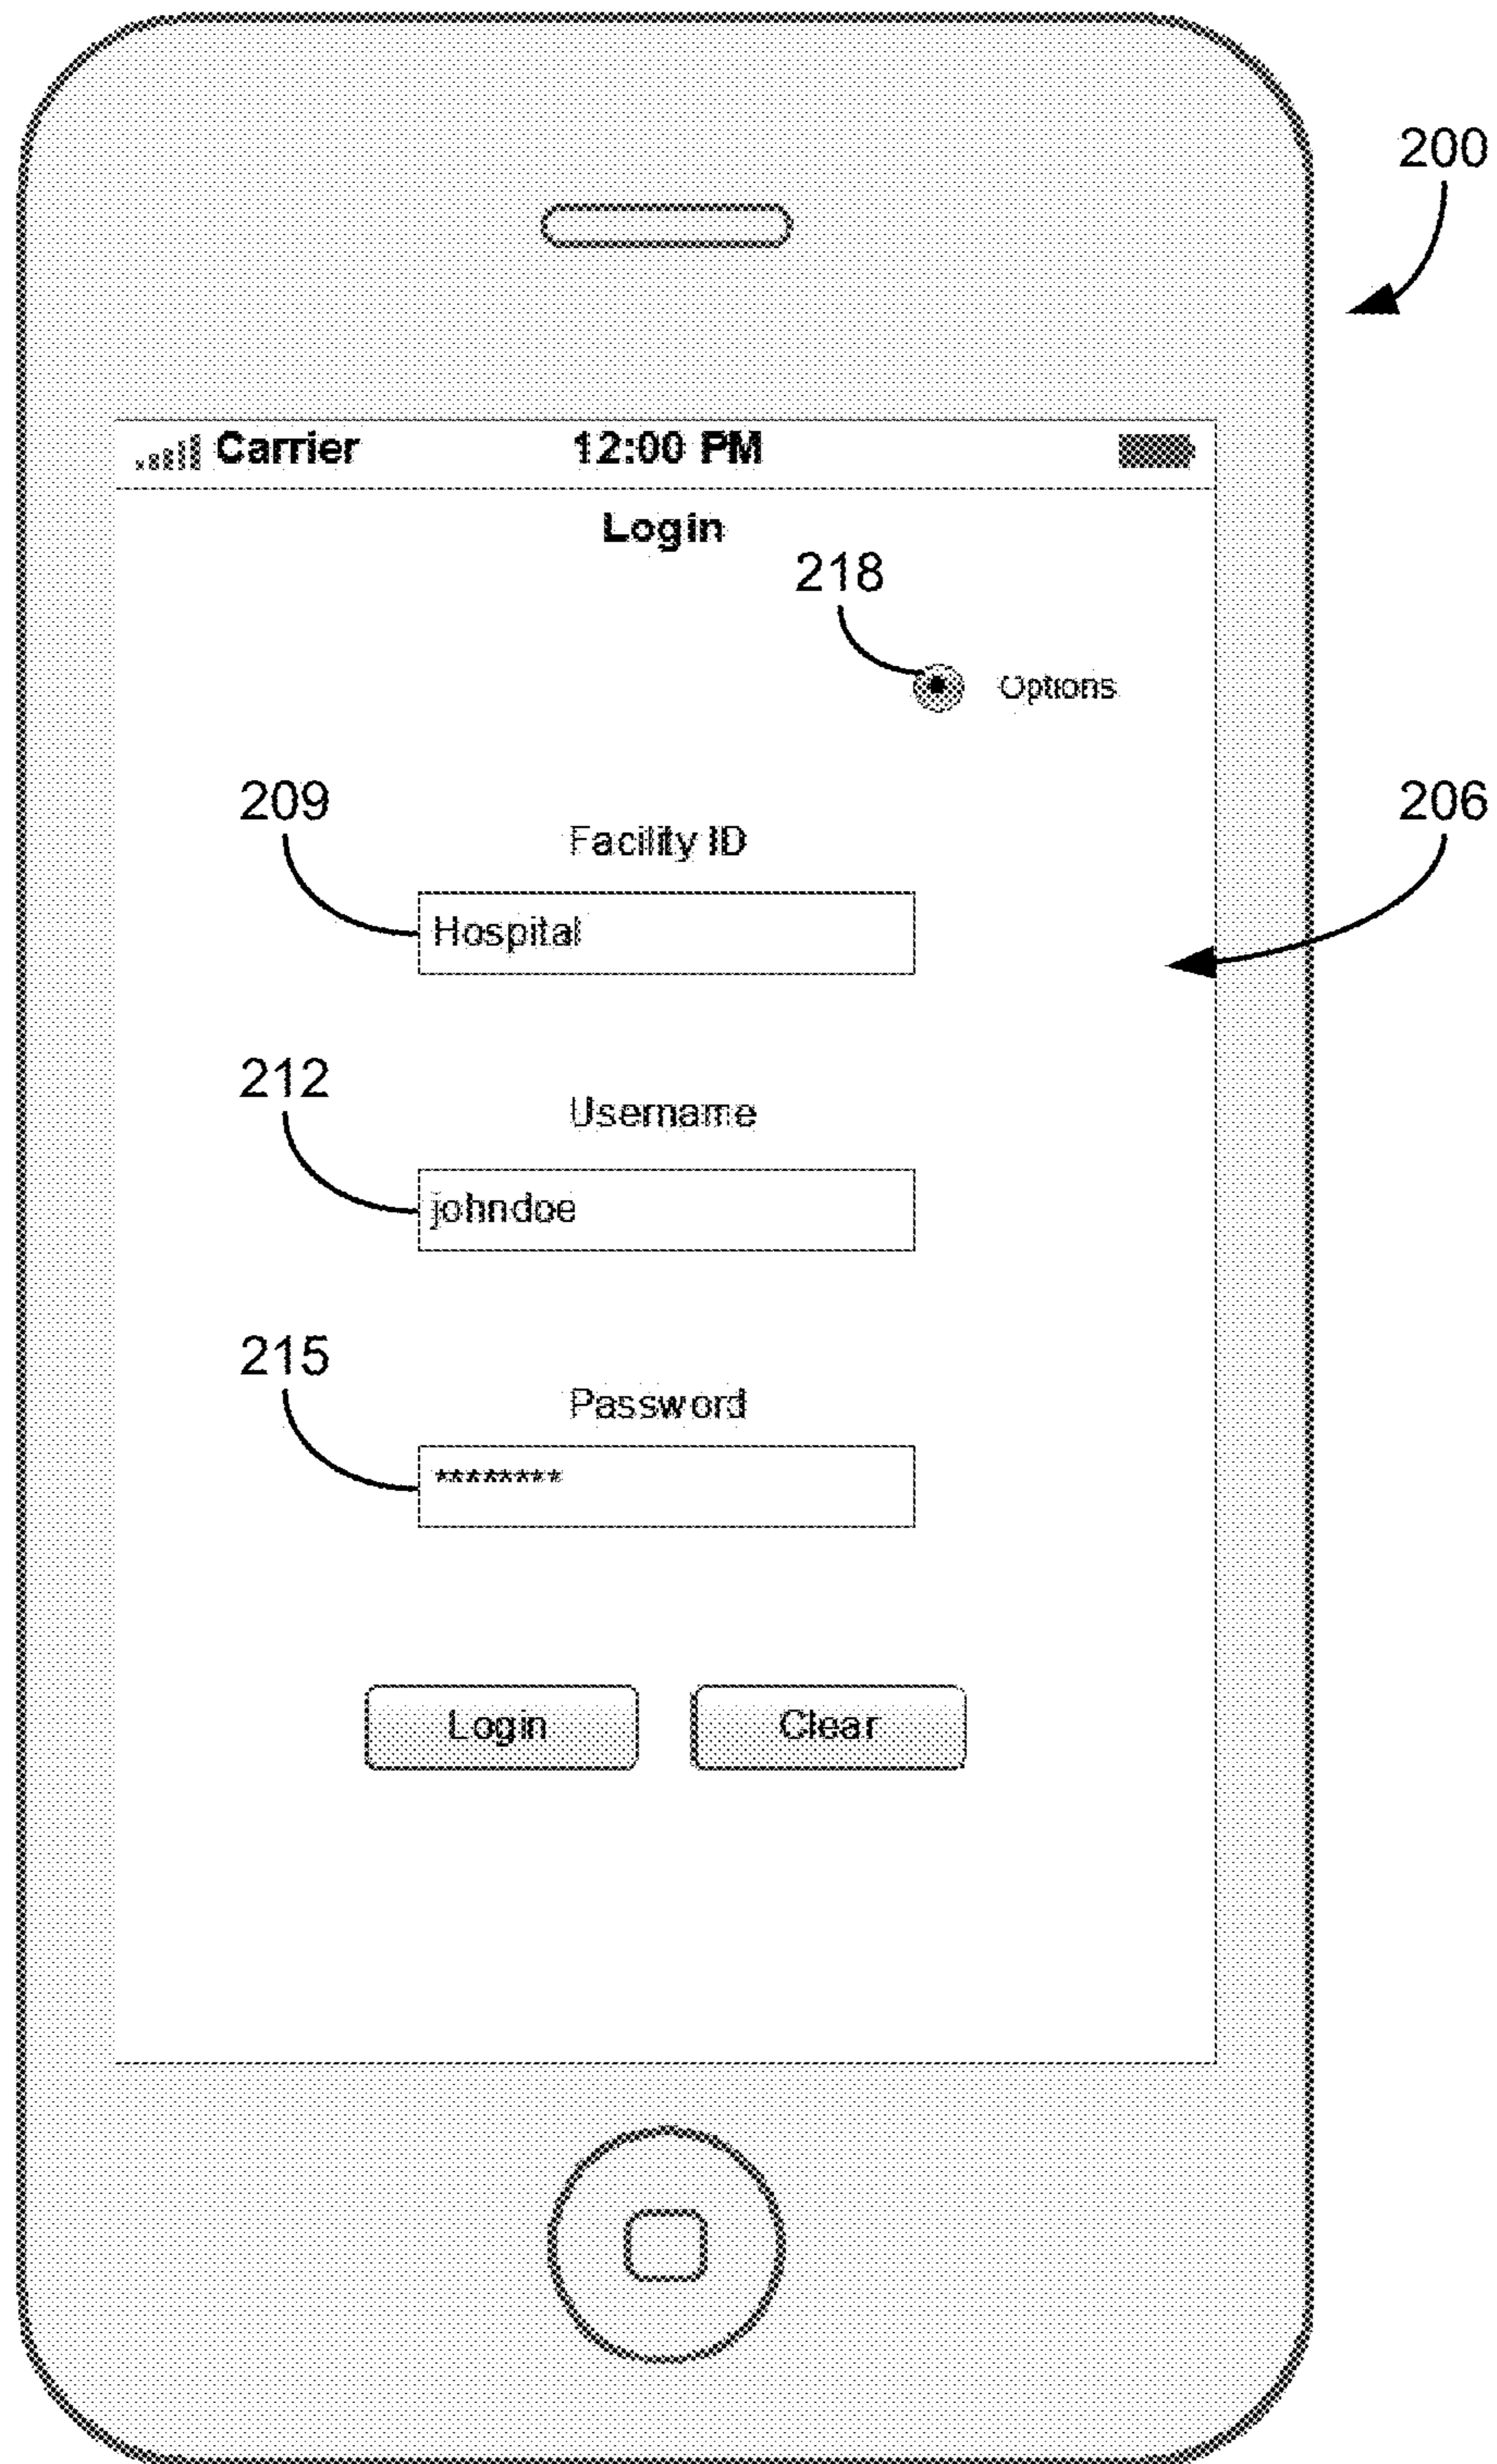 200
Carrier 12:00 PM
Login
218
Options
209
206
Facility ID
Hospital
212
Username
johndoe
215
Password
********
Login Clear